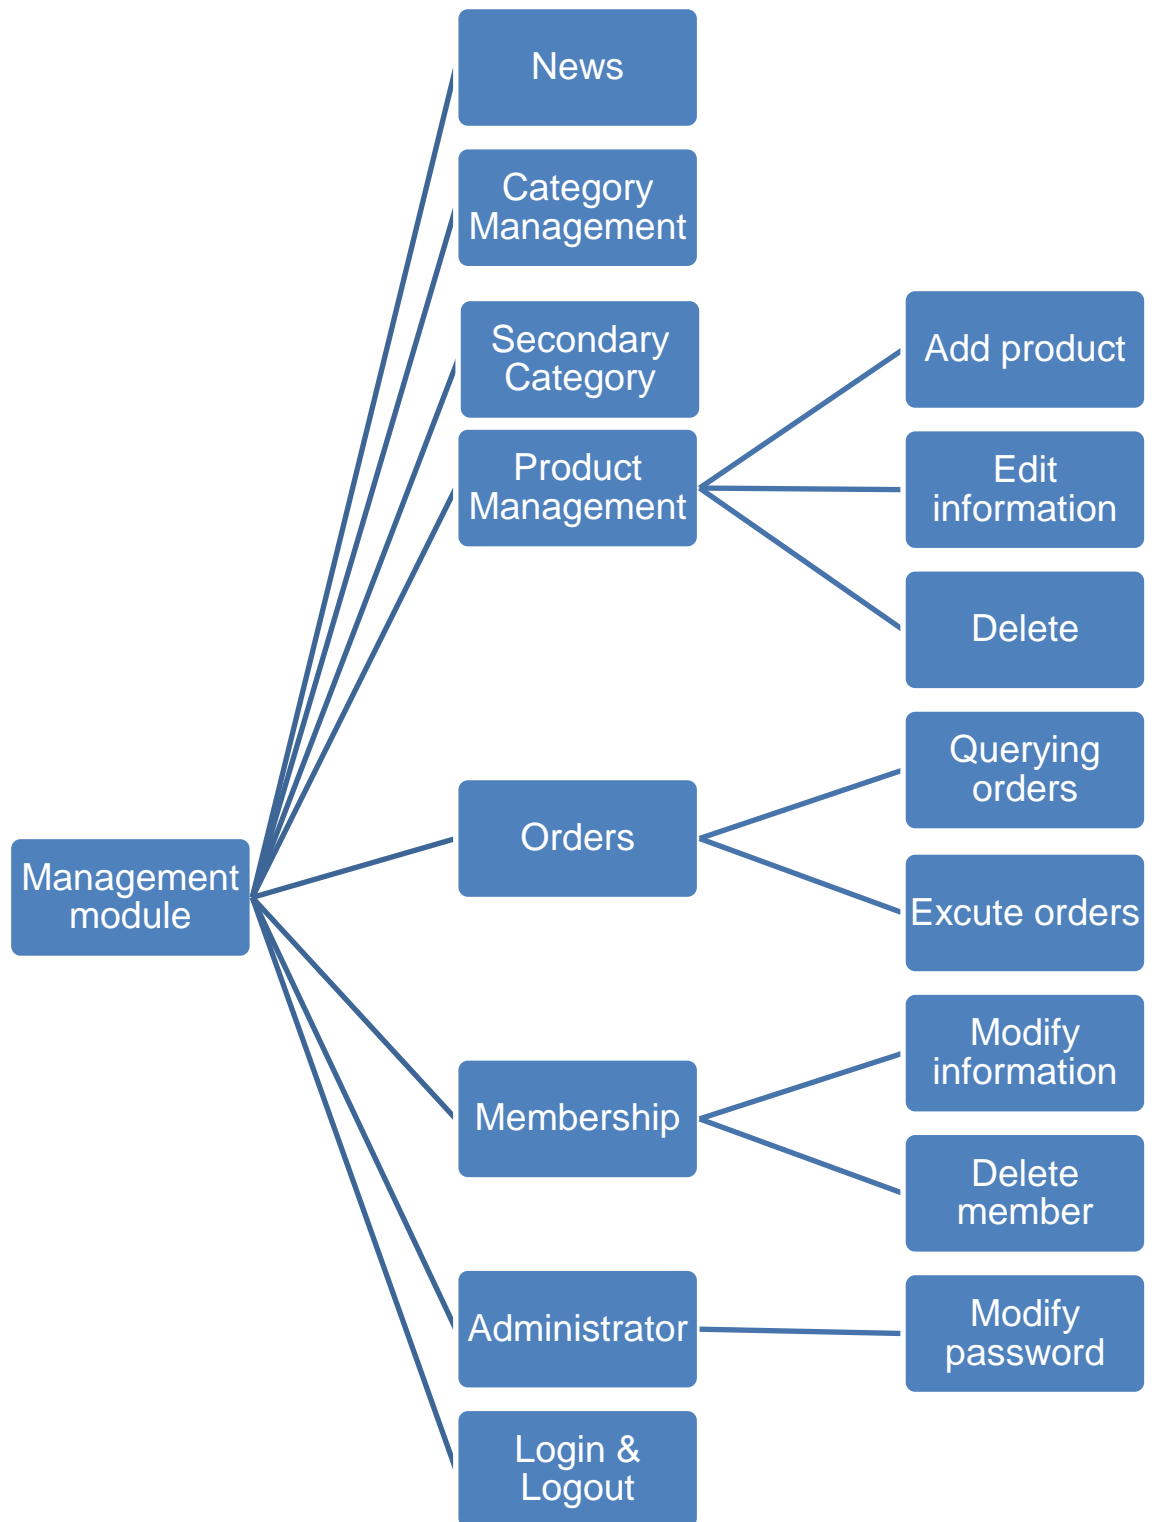 News
Category
Management
Secondary
Category
Product
Management
Add product
Edit
information
Delete
Querying
orders
Orders
Management
module
Excute orders
Modify
information
Membership
Delete
member
Administrator
Modify
password
Login &
Logout